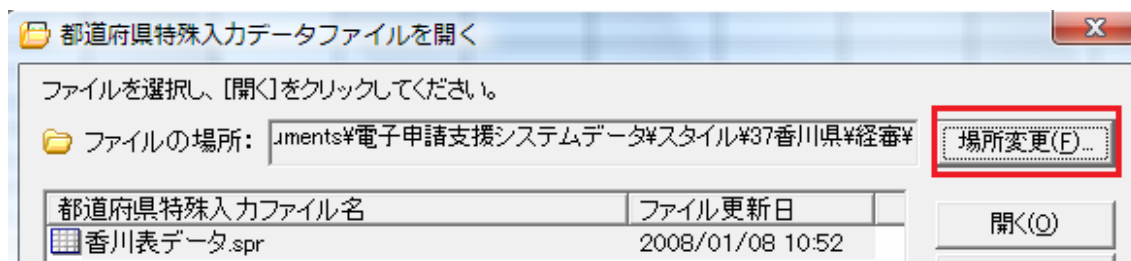 都道府県特殊入力データファイルを開く
ファイルを選択し、[開く]をクリックしてください。
ファイルの場所: uments¥電子申請支援システムデータ¥スタイル¥37香川県¥経審¥ 場所変更(F)...
都道府県特殊入力ファイル名 ファイル更新日
開く(O)
香川表データ.spr 2008/01/08 10:52